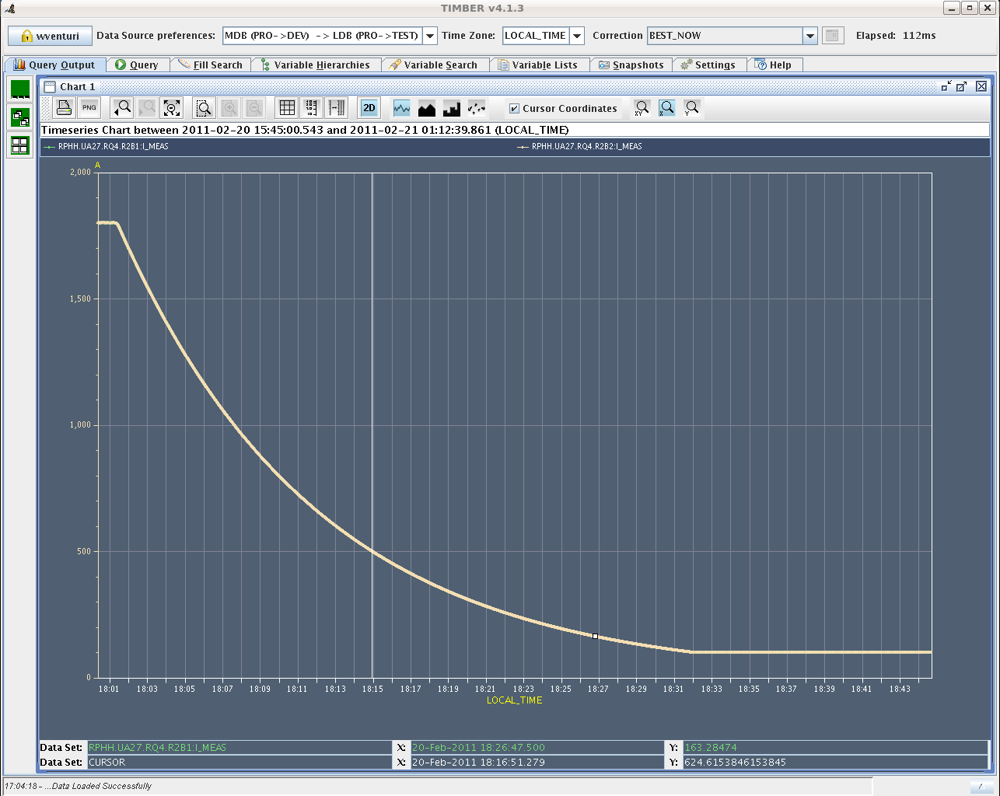 TIMBER v4.1.3
wventuri Data Source preferences: MDB (PRO->DEV) -> LDB (PRO->TEST) Time Zone: LOCAL_TIME Correction BEST_NOW Elapsed: 112ms
Query Output Query Fill Search Variable Hierarchies Variable Search Variable Lists Snapshots Settings Help
Chart 1
PNG 2D Cursor Coordinates XY X Y
Timeseries Chart between 2011-02-20 15:45:00.543 and 2011-02-21 01:12:39.861 (LOCAL_TIME)
RPHH.UA27.RQ4.R2B1:I_MEAS RPHH.UA27.RQ4.R2B2:I_MEAS
A
2,000
1,500
1,000
500
0
18:01 18:03 18:05 18:07 18:09 18:11 18:13 18:15 18:17 18:19 18:21 18:23 18:25 18:27 18:29 18:31 18:33 18:35 18:37 18:39 18:41 18:43
LOCAL_TIME
Data Set: RPHH.UA27.RQ4.R2B1:I_MEAS X: 20-Feb-2011 18:26:47.500 Y: 163.28474
Data Set: CURSOR X: 20-Feb-2011 18:16:51.279 Y: 624.6153846153845
17:04:18 - ...Data Loaded Successfully